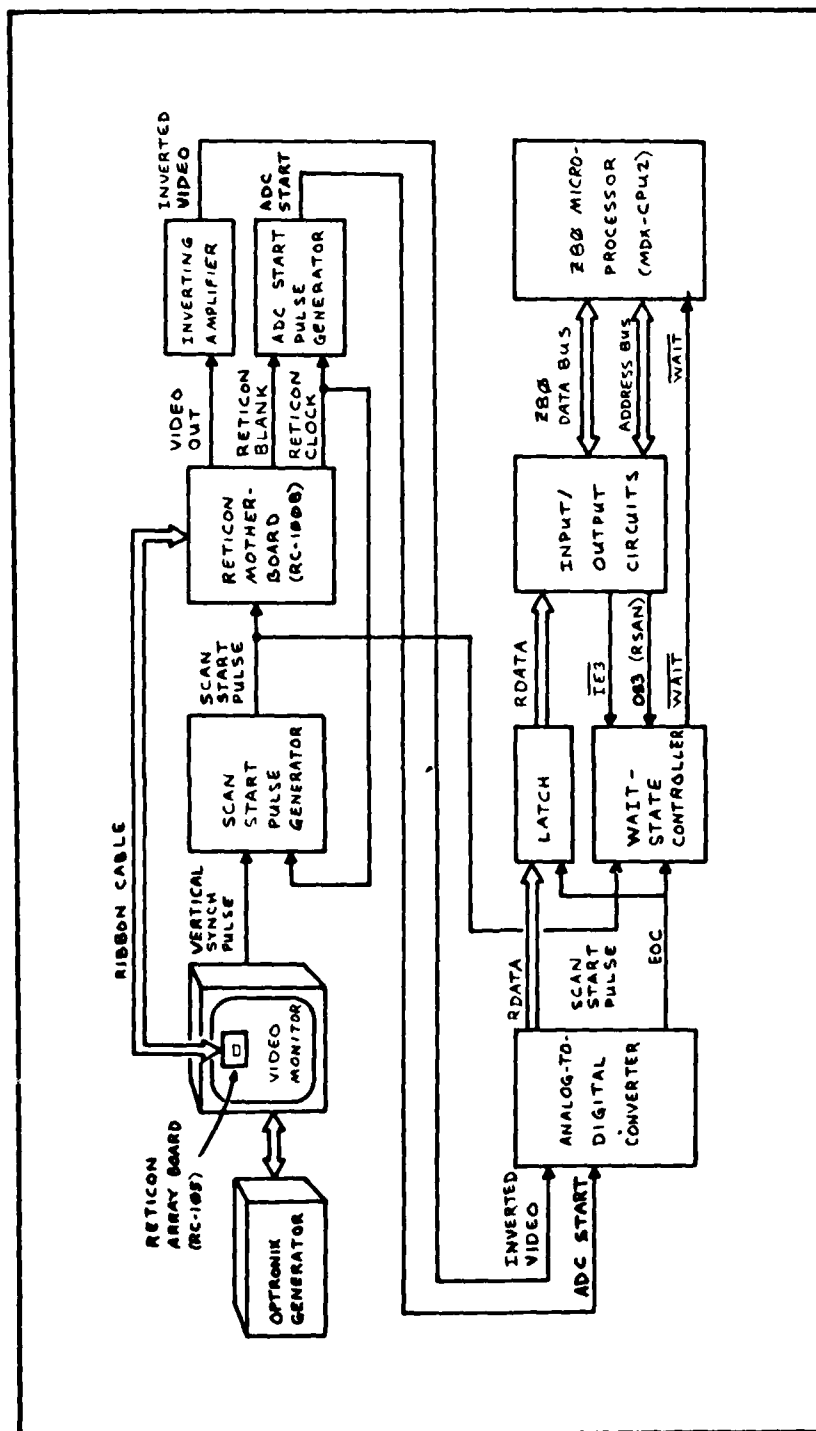 RIBBON CABLE
RETICON
ARRAY BOARD
(RC-105)
OPTRONIX
GENERATOR
VIDEO
MONITOR
VERTICAL
SYNCH
PULSE
SCAN
START
PULSE
GENERATOR
SCAN
START
PULSE
RETICON
MOTHER-
BOARD
(RC-100B)
VIDEO
OUT
RETICON
BLANK
RETICON
CLOCK
INVERTING
AMPLIFIER
ADC START
PULSE
GENERATOR
INVERTED
VIDEO
ADC
START
INVERTED
VIDEO
ADC START
ANALOG-TO-
DIGITAL
CONVERTER
RDATA
SCAN
START
PULSE
EOC
LATCH
WAIT-
STATE
CONTROLLER
RDATA
IE3
OB3 (RSAN)
WAIT
INPUT/
OUTPUT
CIRCUITS
Z80
DATA BUS
ADDRESS BUS
WAIT
Z80 MICRO-
PROCESSOR
(MDX-CPU2)